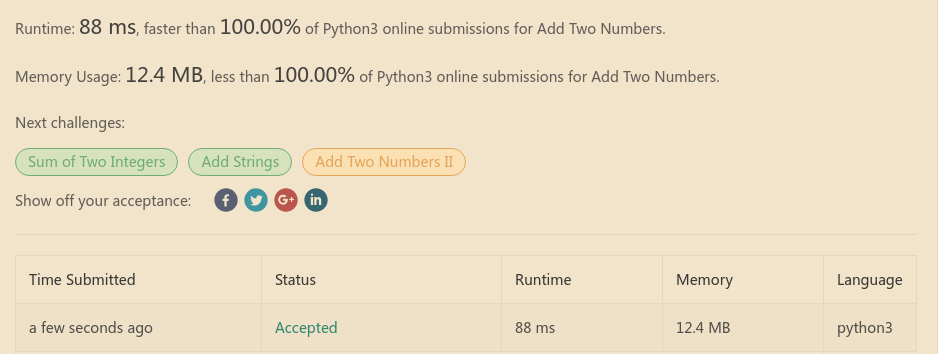 Runtime: 88 ms, faster than 100.00% of Python3 online submissions for Add Two Numbers.
Memory Usage: 12.4 MB, less than 100.00% of Python3 online submissions for Add Two Numbers.
Next challenges:
Sum of Two Integers Add Strings Add Two Numbers II
Show off your acceptance: f G+ in
Time Submitted Status Runtime Memory Language
a few seconds ago Accepted 88 ms 12.4 MB python3